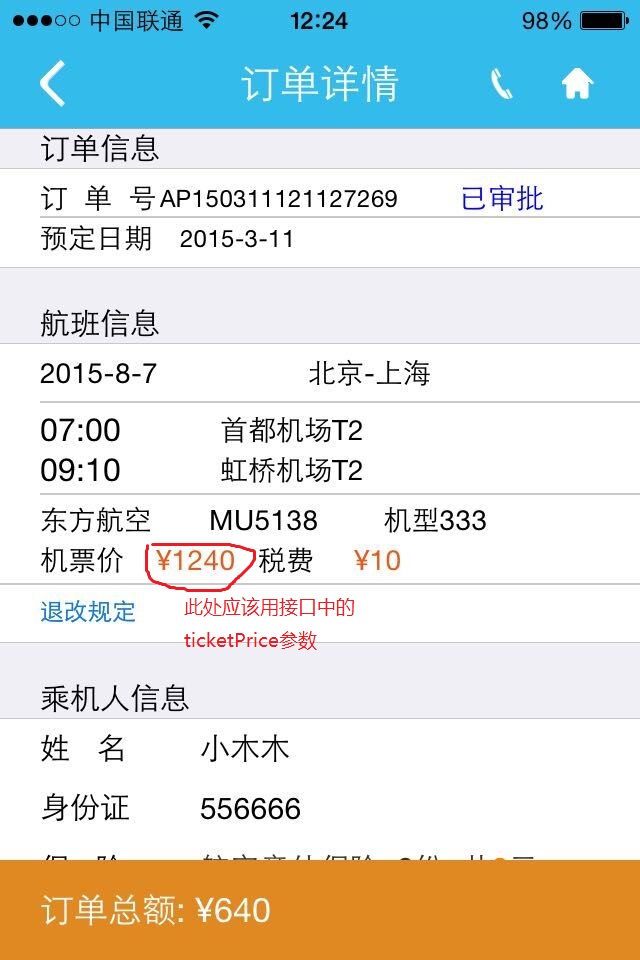 中国联通 12:24 98%
订单详情
订单信息
订 单 号AP150311121127269 已审批
预定日期 2015-3-11
航班信息
2015-8-7 北京-上海
07:00 首都机场T2
09:10 虹桥机场T2
东方航空 MU5138 机型333
机票价 ¥1240 税费 ¥10
退改规定 此处应该用接口中的
ticketPrice参数
乘机人信息
姓 名 小木木
身份证 556666
订单总额: ¥640